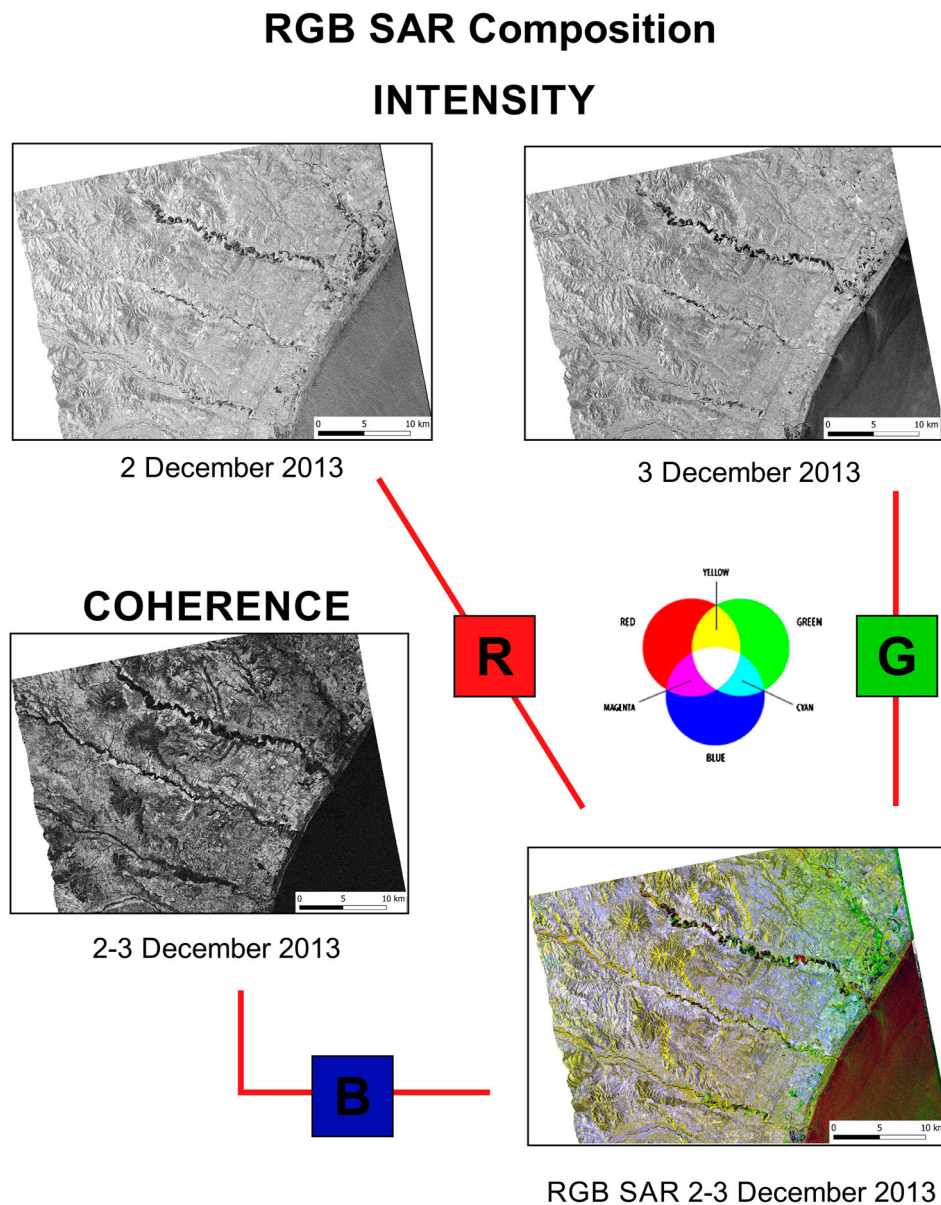 RGB SAR Composition
INTENSITY
0 5 10 km
0 5 10 km
2 December 2013
3 December 2013
COHERENCE
R
YELLOW
RED
GREEN
MAGENTA
CYAN
BLUE
G
0 5 10 km
2-3 December 2013
B
0 5 10 km
RGB SAR 2-3 December 2013